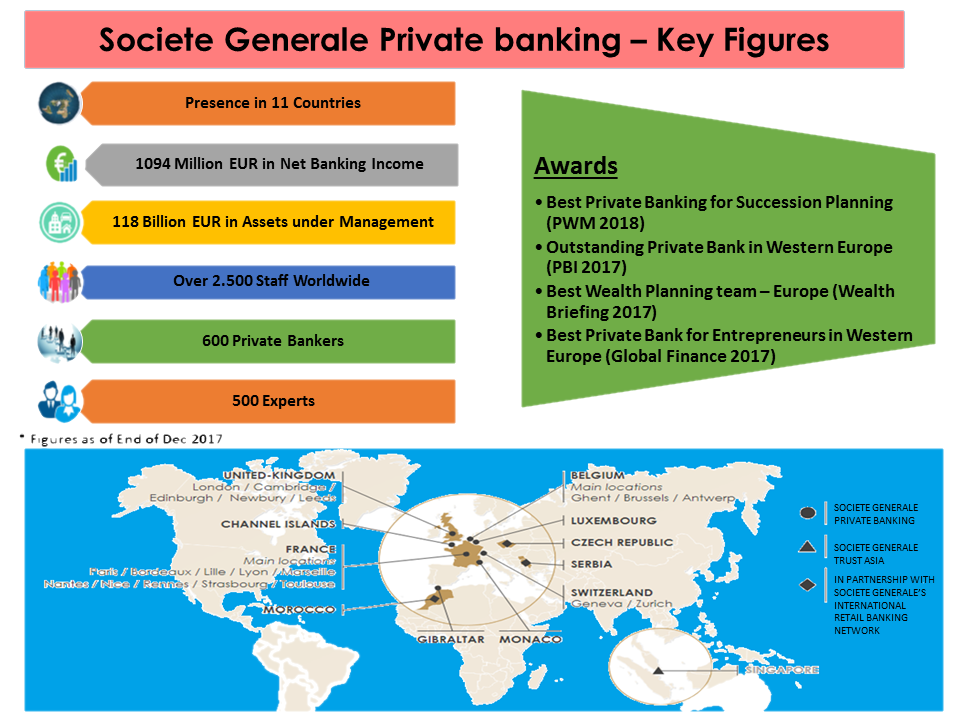 Societe Generale Private banking – Key Figures
Presence in 11 Countries
1094 Million EUR in Net Banking Income
118 Billion EUR in Assets under Management
Over 2.500 Staff Worldwide
600 Private Bankers
500 Experts
* Figures as of End of Dec 2017
Awards
• Best Private Banking for Succession Planning
(PWM 2018)
• Outstanding Private Bank in Western Europe
(PBI 2017)
• Best Wealth Planning team – Europe (Wealth
Briefing 2017)
• Best Private Bank for Entrepreneurs in Western
Europe (Global Finance 2017)
UNITED-KINGDOM
London / Cambridge /
Edinburgh / Newbury / Leeds
CHANNEL ISLANDS
FRANCE
Main locations
Paris / Bordeaux / Lille / Lyon / Marseille
Nantes / Nice / Rennes / Strasbourg / Toulouse
MOROCCO
GIBRALTAR
MONACO
BELGIUM
Main locations
Ghent / Brussels / Antwerp
LUXEMBOURG
CZECH REPUBLIC
SERBIA
SWITZERLAND
Geneva / Zurich
SINGAPORE
SOCIETE GENERALE
PRIVATE BANKING
SOCIETE GENERALE
TRUST ASIA
IN PARTNERSHIP WITH
SOCIETE GENERALE'S
INTERNATIONAL
RETAIL BANKING
NETWORK